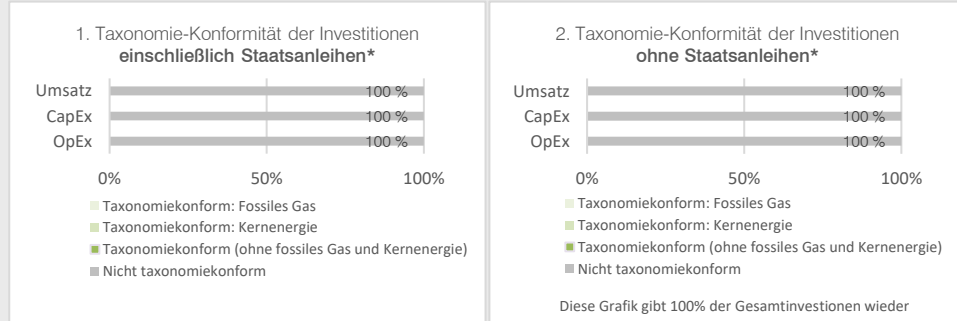 1. Taxonomie-Konformität der Investitionen
einschließlich Staatsanleihen*
Umsatz
100 %
CapEx
100 %
OpEx
100 %
0%
50%
100%
Taxonomiekonform: Fossiles Gas
Taxonomiekonform: Kernenergie
Taxonomiekonform (ohne fossiles Gas und Kernenergie)
Nicht taxonomiekonform
2. Taxonomie-Konformität der Investitionen
ohne Staatsanleihen*
Umsatz
100 %
CapEx
100 %
OpEx
100 %
0%
50%
100%
Taxonomiekonform: Fossiles Gas
Taxonomiekonform: Kernenergie
Taxonomiekonform (ohne fossiles Gas und Kernenergie)
Nicht taxonomiekonform
Diese Grafik gibt 100% der Gesamtinvestionen wieder